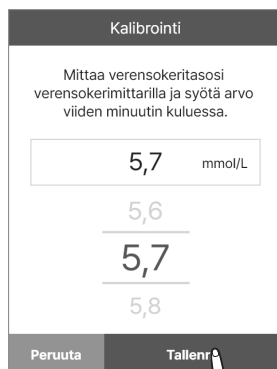 Kalibrointi
Mittaa verensokeritasosi
verensokerimittarilla ja syötä arvo
viiden minuutin kuluessa.
5,7 mmol/L
5,6
5,7
5,8
Peruuta